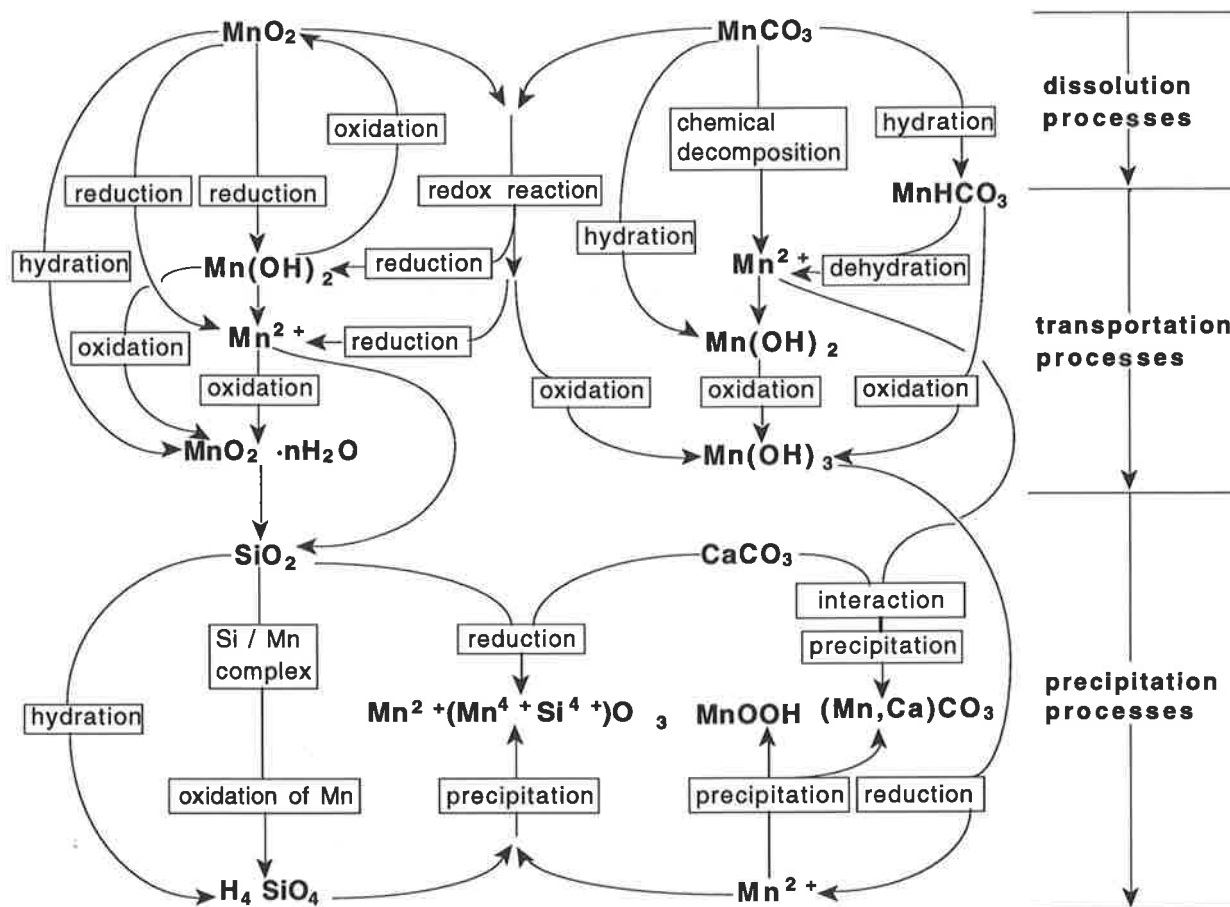 MnO₂
MnCO₃
dissolution
processes
oxidation
chemical
decomposition
hydration
reduction
reduction
redox reaction
MnHCO₃
hydration
hydration
Mn(OH)₂
reduction
Mn²⁺
dehydration
Mn²⁺
reduction
Mn(OH)₂
transportation
processes
oxidation
oxidation
oxidation
oxidation
oxidation
MnO₂ ·nH₂O
Mn(OH)₃
SiO₂
CaCO₃
interaction
Si / Mn
complex
reduction
precipitation
hydration
Mn²⁺(Mn⁴⁺Si⁴⁺)O₃
MnOOH
(Mn,Ca)CO₃
precipitation
processes
oxidation of Mn
precipitation
precipitation
reduction
H₄SiO₄
Mn²⁺